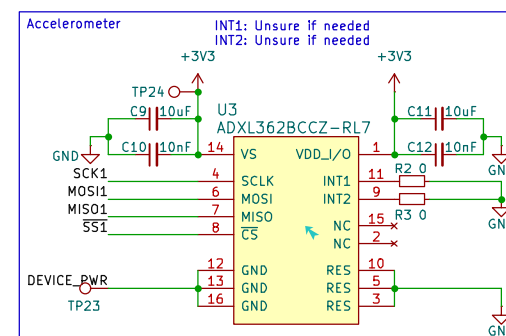 Accelerometer
INT1: Unsure if needed
INT2: Unsure if needed
+3V3
+3V3
TP24
C9 10uF
U3
ADXL362BCCZ-RL7
C11 10uF
GND
C10 10nF
14 VS
VDD_I/O 1
C12 10nF
GN
SCK1
4 SCLK
INT1 11
R2 0
MOSI1
6 MOSI
INT2 9
MISO1
7 MISO
R3 0
GN
SS1
8 CS
NC 15
NC 2
DEVICE_PWR
TP23
12 GND
RES 10
13 GND
RES 5
16 GND
RES 3
GN